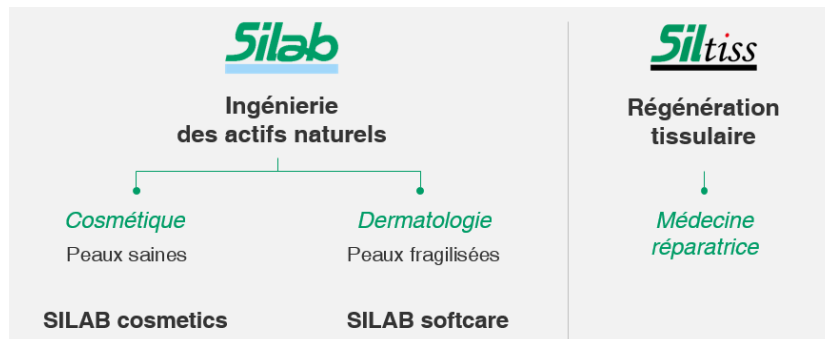 Silab
Ingénierie
des actifs naturels
Cosmétique
Peaux saines
SILAB cosmetics
Dermatologie
Peaux fragilisées
SILAB softcare
Siltiss
Régénération
tissulaire
Médecine
réparatrice